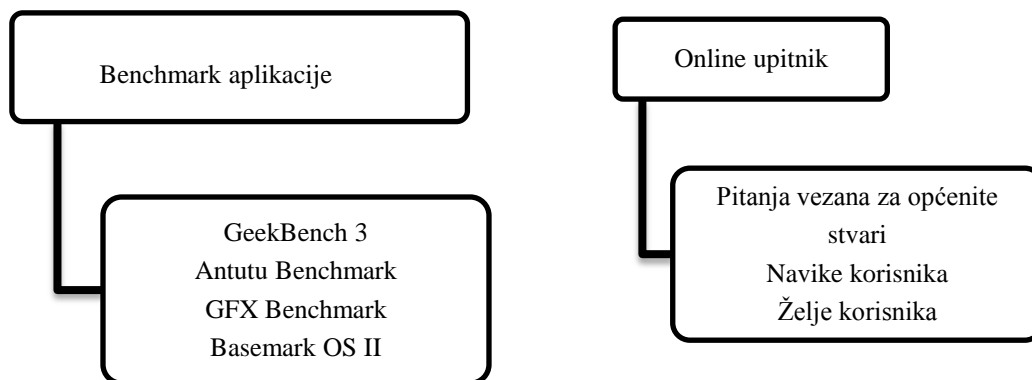 Benchmark aplikacije
GeekBench 3
Antutu Benchmark
GFX Benchmark
Basemark OS II
Online upitnik
Pitanja vezana za općenite
stvari
Navike korisnika
Želje korisnika